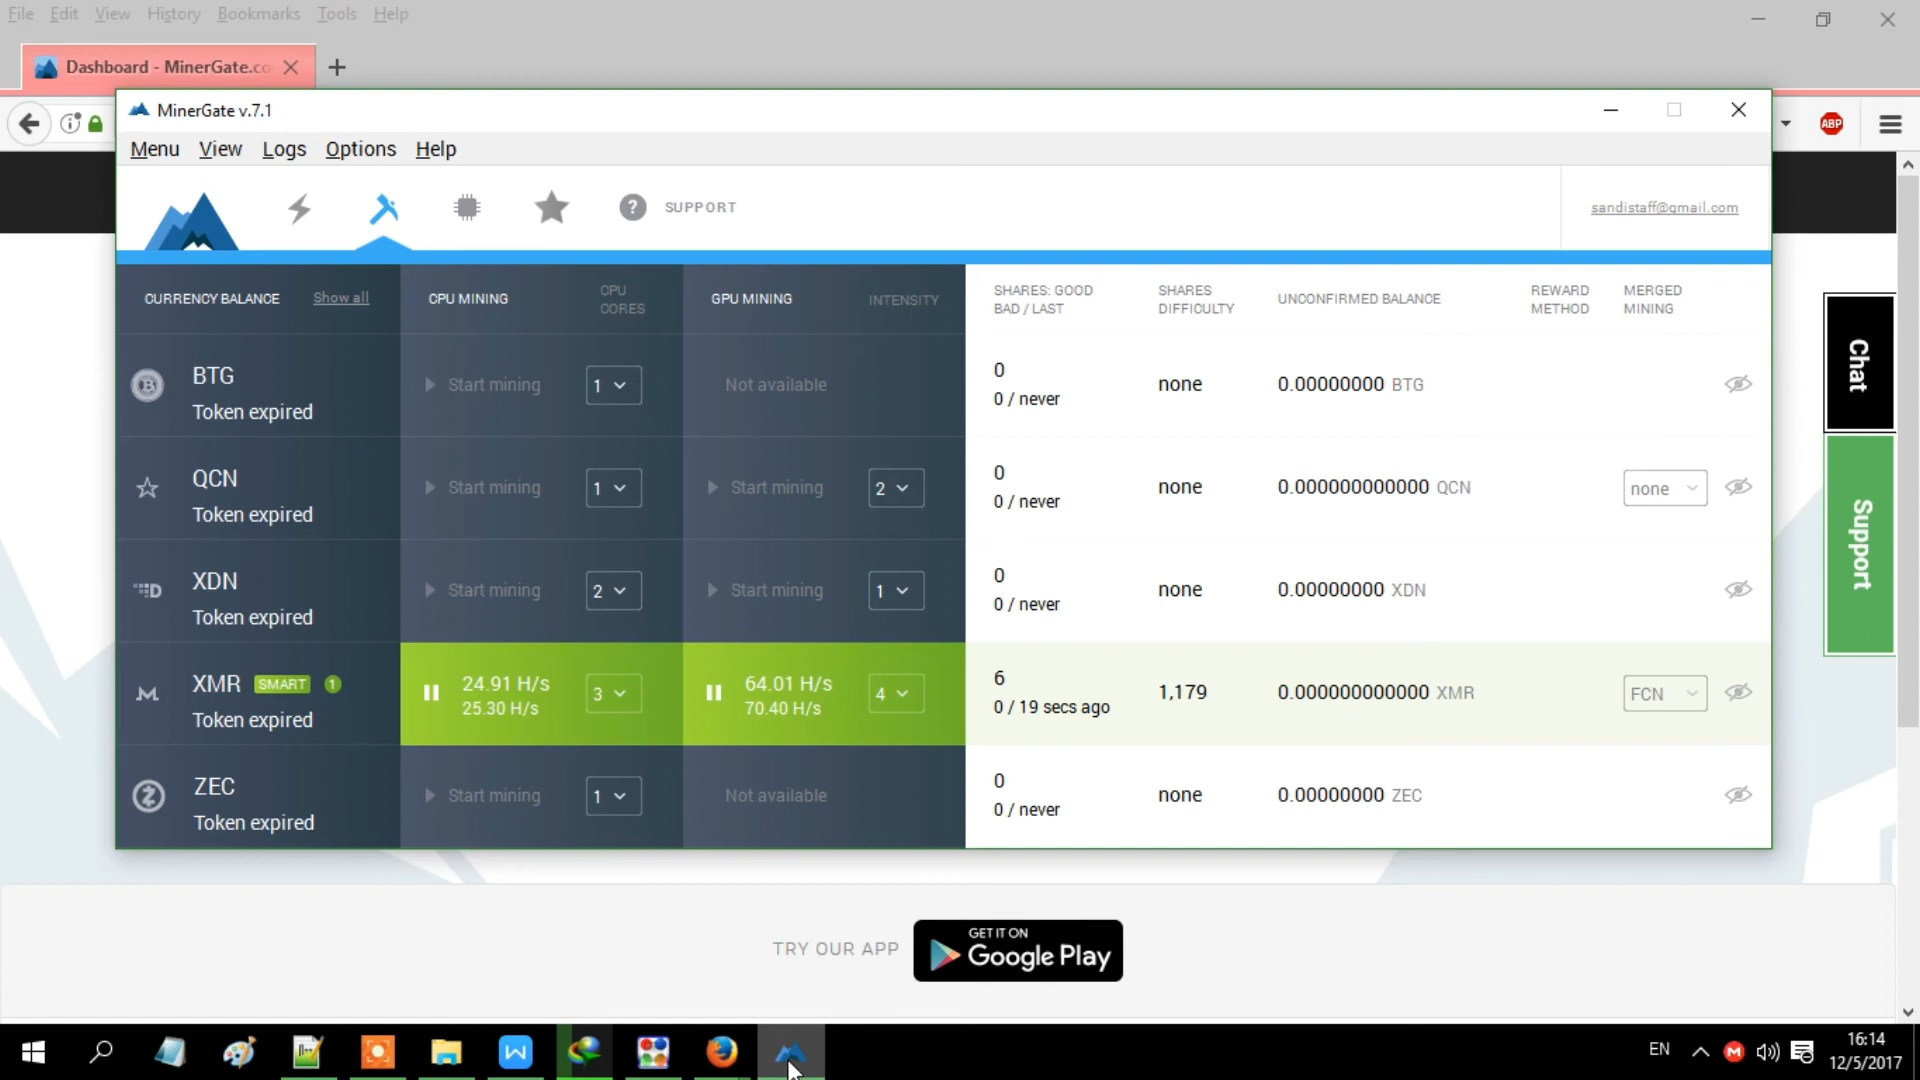 File Edit View History Bookmarks Tools Help
Dashboard - MinerGate.co
MinerGate v.7.1
ABP
Menu View Logs Options Help
? SUPPORT
sandistaff@gmail.com
CURRENCY BALANCE Show all CPU MINING CPU CORES GPU MINING INTENSITY SHARES: GOOD BAD / LAST SHARES DIFFICULTY UNCONFIRMED BALANCE REWARD METHOD MERGED MINING
BTG Start mining 1 Not available 0 none 0.00000000 BTG
Token expired 0 / never
QCN Start mining 1 Start mining 2 0 none 0.000000000000 QCN none
Token expired 0 / never
XDN Start mining 2 Start mining 1 0 none 0.00000000 XDN
Token expired 0 / never
XMR SMART 1 24.91 H/s 3 64.01 H/s 4 6 1,179 0.000000000000 XMR FCN
Token expired 25.30 H/s 70.40 H/s 0 / 19 secs ago
ZEC Start mining 1 Not available 0 none 0.00000000 ZEC
Token expired 0 / never
Chat
Support
TRY OUR APP GET IT ON
Google Play
EN 16:14
12/5/2017